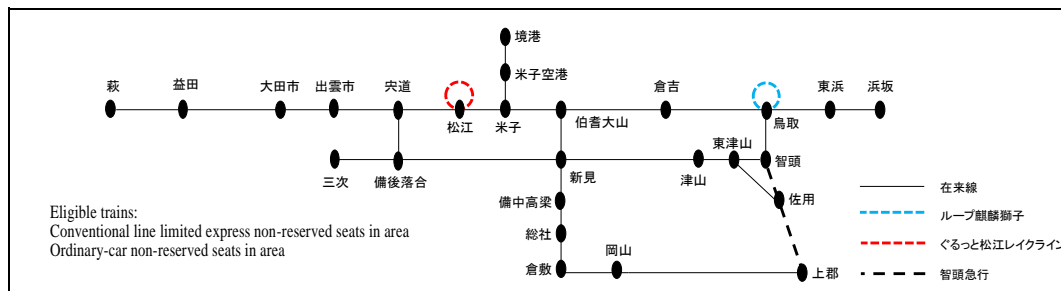 境港
米子空港
萩
益田
大田市
出雲市
宍道
松江
米子
伯耆大山
倉吉
鳥取
東浜
浜坂
三次
備後落合
新見
津山
東津山
智頭
佐用
備中高梁
総社
倉敷
岡山
上郡
Eligible trains:
Conventional line limited express non-reserved seats in area
Ordinary-car non-reserved seats in area
在来線
ループ麒麟獅子
ぐるっと松江レイクライン
智頭急行